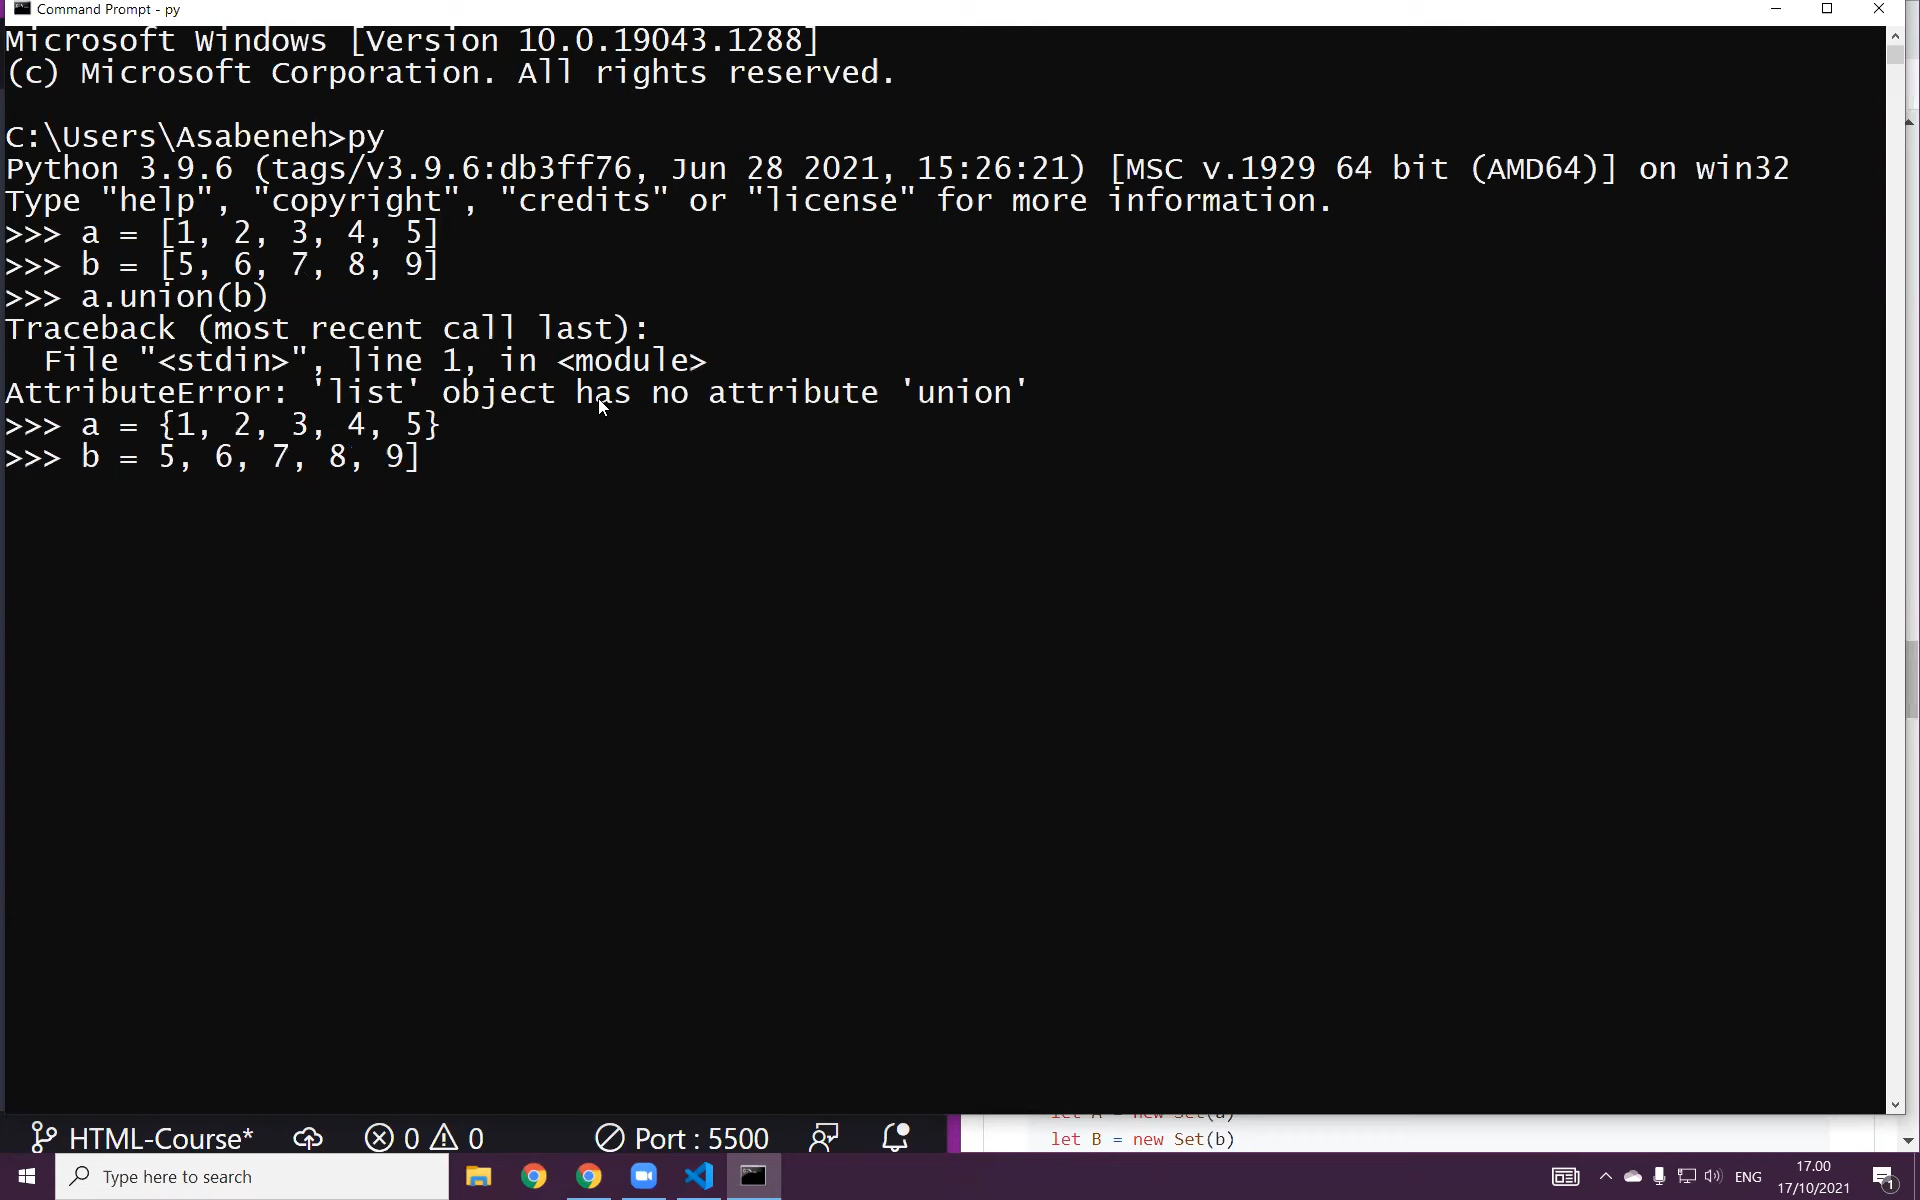 Command Prompt - py
Microsoft Windows [Version 10.0.19043.1288]
(c) Microsoft Corporation. All rights reserved.
C:\Users\Asabeneh>py
Python 3.9.6 (tags/v3.9.6:db3ff76, Jun 28 2021, 15:26:21) [MSC v.1929 64 bit (AMD64)] on win32
Type "help", "copyright", "credits" or "license" for more information.
>>> a = [1, 2, 3, 4, 5]
>>> b = [5, 6, 7, 8, 9]
>>> a.union(b)
Traceback (most recent call last):
  File "<stdin>", line 1, in <module>
AttributeError: 'list' object has no attribute 'union'
>>> a = {1, 2, 3, 4, 5}
>>> b = 5, 6, 7, 8, 9]
let A = new Set(a)
HTML-Course* 0 0 Port : 5500
let B = new Set(b)
Type here to search
ENG
17.00
17/10/2021
1